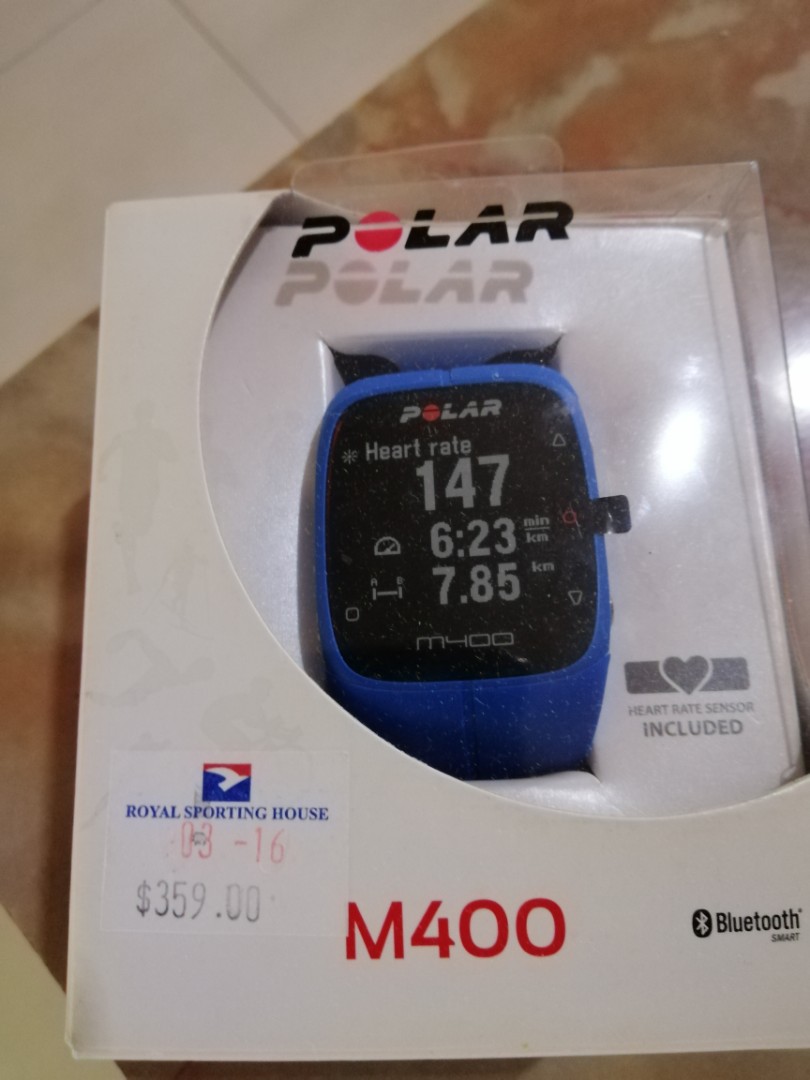 POLAR
POLAR
POLAR
Heart rate
147
6:23 min/km
A B
7.85 km
M400
HEART RATE SENSOR
INCLUDED
ROYAL SPORTING HOUSE
03 -16
$359.00
M400
Bluetooth®
SMART